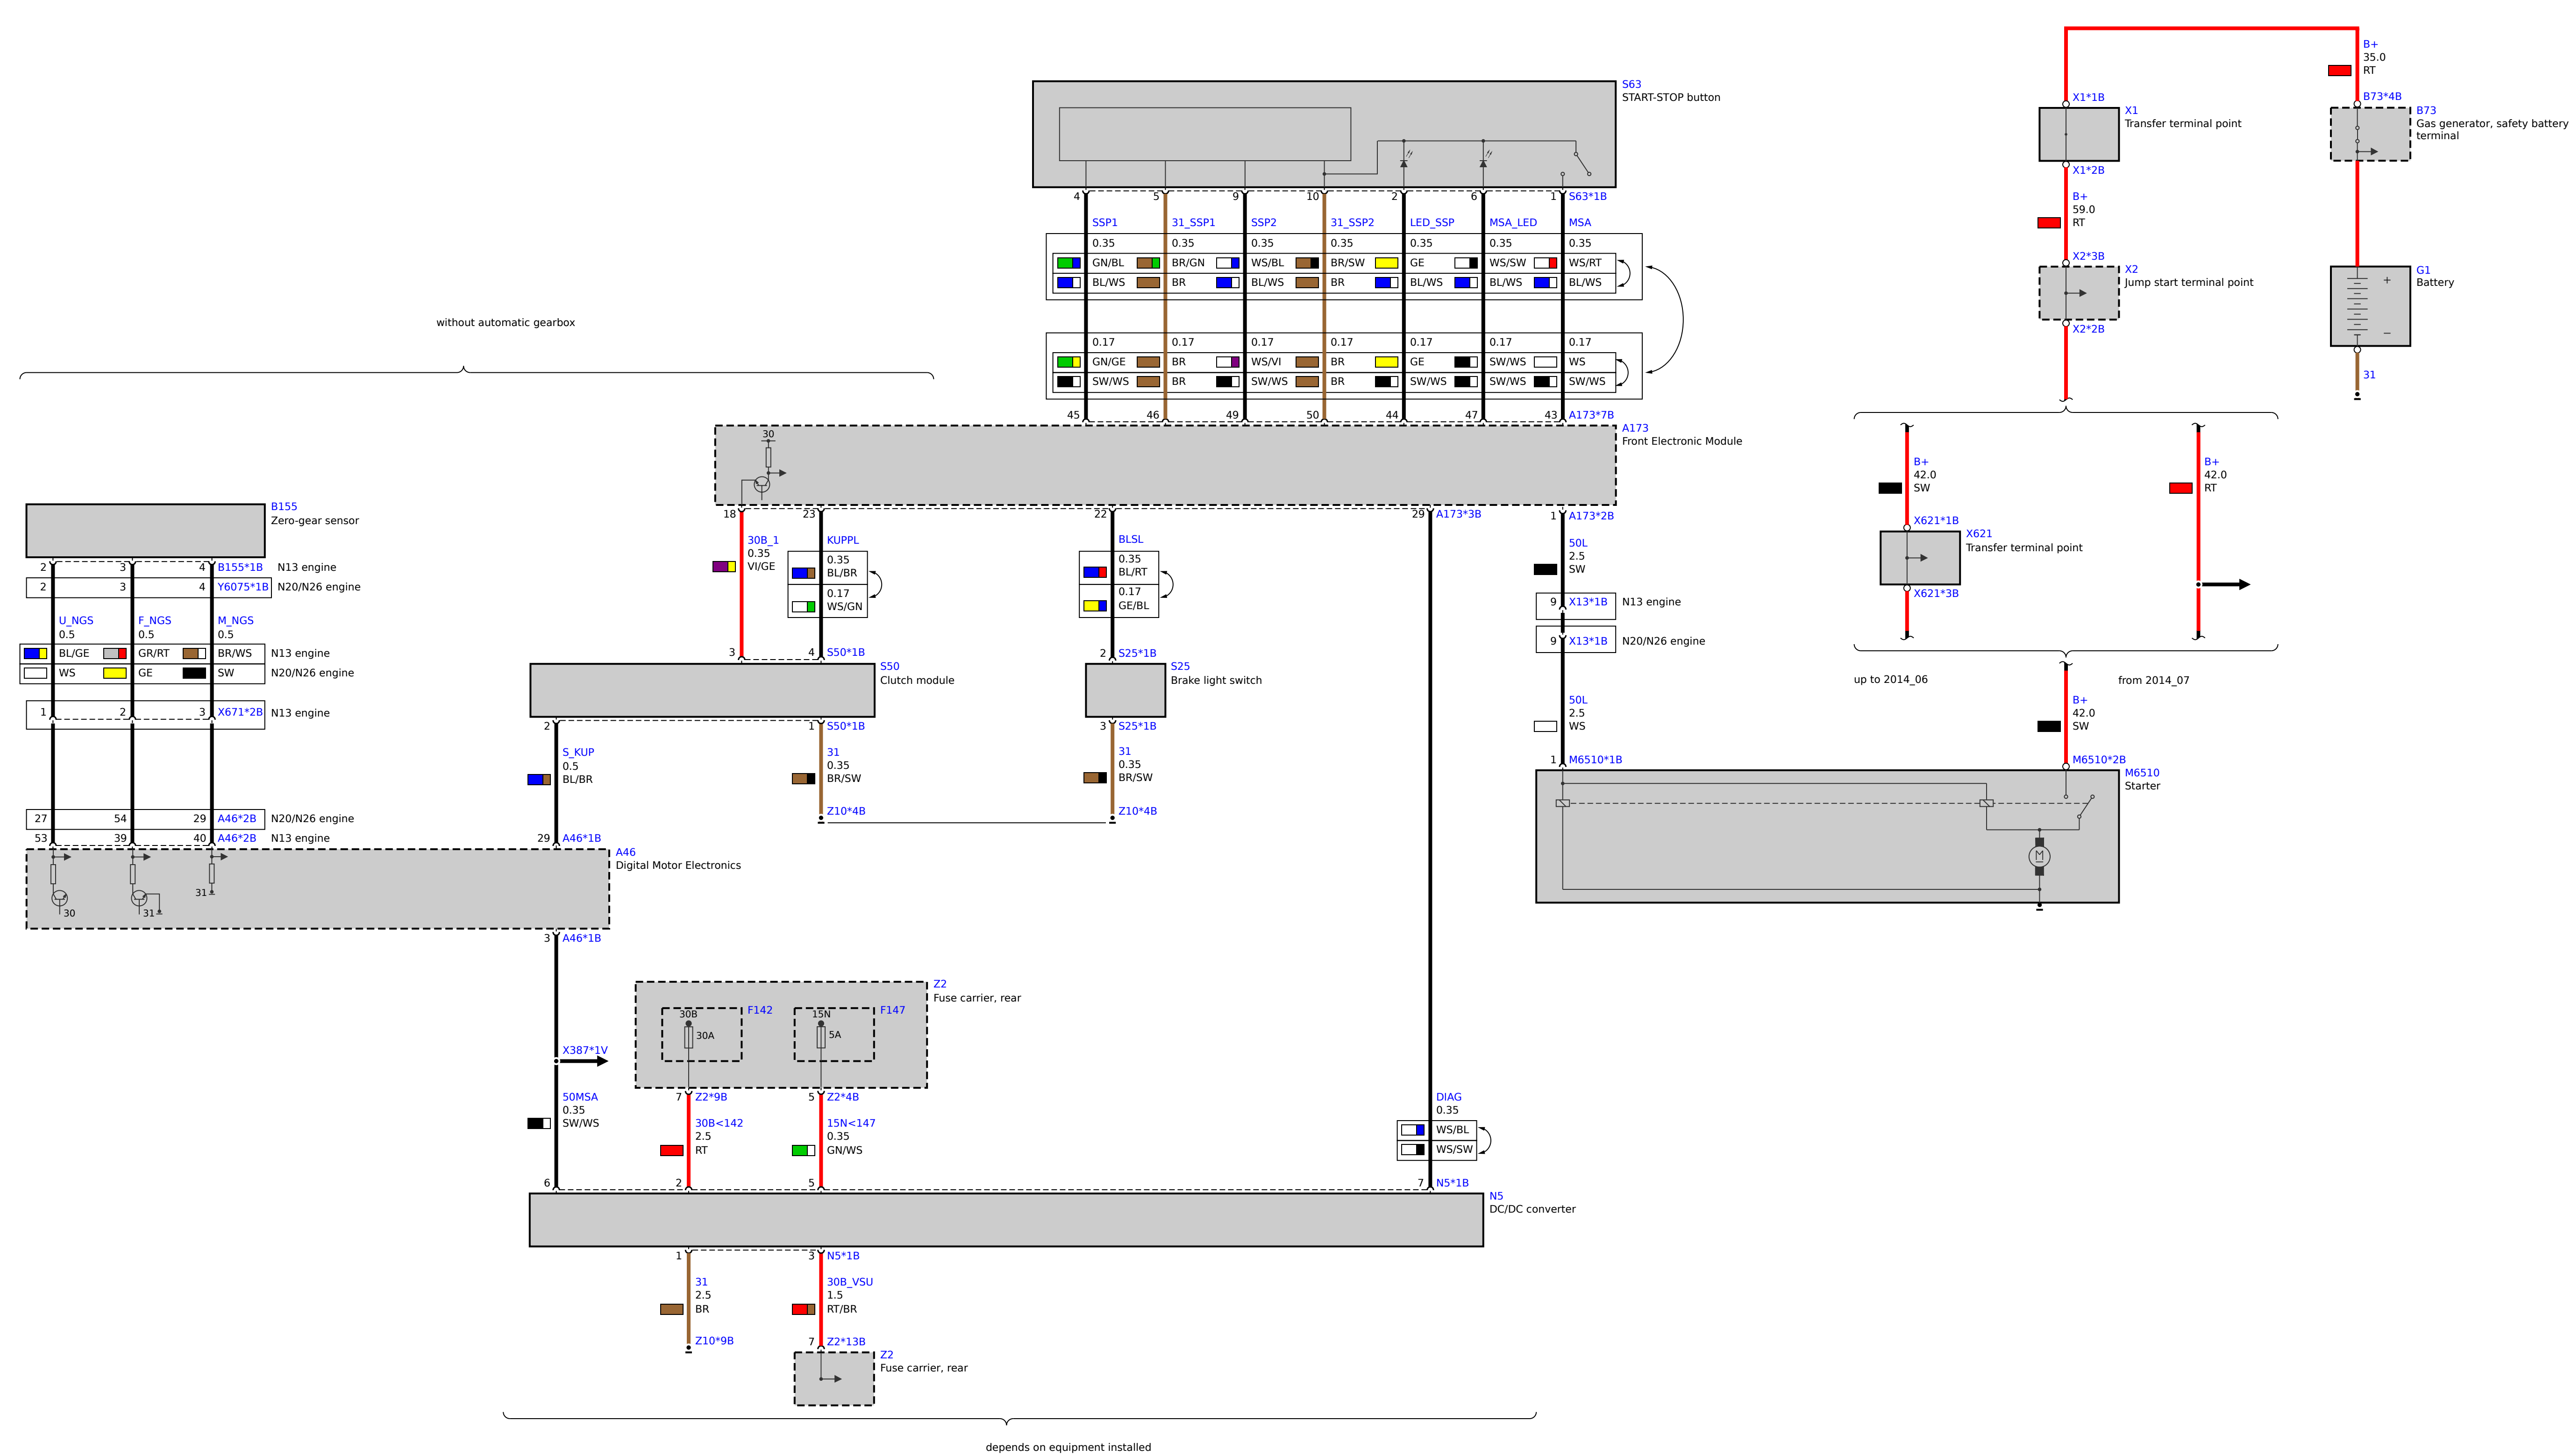 B+
35.0
RT
S63
START-STOP button
X1*1B
B73*4B
X1
Transfer terminal point
B73
Gas generator, safety battery
terminal
X1*2B
4 5 9 10 2 6 1 S63*1B
B+
59.0
RT
SSP1 31_SSP1 SSP2 31_SSP2 LED_SSP MSA_LED MSA
0.35 0.35 0.35 0.35 0.35 0.35 0.35
GN/BL BR/GN WS/BL BR/SW GE WS/SW WS/RT
BL/WS BR BL/WS BR BL/WS BL/WS BL/WS
X2*3B
X2
Jump start terminal point
G1
Battery
+
−
X2*2B
without automatic gearbox
0.17 0.17 0.17 0.17 0.17 0.17 0.17
GN/GE BR WS/VI BR GE SW/WS WS
SW/WS BR SW/WS BR SW/WS SW/WS SW/WS
31
45 46 49 50 44 47 43 A173*7B
A173
Front Electronic Module
30
B+
42.0
SW
B+
42.0
RT
B155
Zero-gear sensor
18 23 22 29 A173*3B 1 A173*2B
X621*1B
X621
Transfer terminal point
X621*3B
30B_1
0.35
VI/GE
KUPPL
0.35
BL/BR
0.17
WS/GN
BLSL
0.35
BL/RT
0.17
GE/BL
50L
2.5
SW
2 3 4 B155*1B N13 engine
2 3 4 Y6075*1B N20/N26 engine
9 X13*1B N13 engine
9 X13*1B N20/N26 engine
U_NGS F_NGS M_NGS
0.5 0.5 0.5
BL/GE GR/RT BR/WS N13 engine
WS GE SW N20/N26 engine
3 4 S50*1B 2 S25*1B
S50
Clutch module
S25
Brake light switch
up to 2014_06 from 2014_07
1 2 3 X671*2B N13 engine
2 1 S50*1B 3 S25*1B
50L
2.5
WS
B+
42.0
SW
S_KUP
0.5
BL/BR
31
0.35
BR/SW
31
0.35
BR/SW
1 M6510*1B M6510*2B
M6510
Starter
Z10*4B Z10*4B
27 54 29 A46*2B N20/N26 engine
53 39 40 A46*2B N13 engine
29 A46*1B
A46
Digital Motor Electronics
M
31
30 31
3 A46*1B
Z2
Fuse carrier, rear
30B F142 15N F147
30A 5A
X387*1V
50MSA
0.35
SW/WS
7 Z2*9B 5 Z2*4B
30B<142
2.5
RT
15N<147
0.35
GN/WS
DIAG
0.35
WS/BL
WS/SW
6 2 5 7 N5*1B
N5
DC/DC converter
1 3 N5*1B
31
2.5
BR
30B_VSU
1.5
RT/BR
Z10*9B 7 Z2*13B
Z2
Fuse carrier, rear
depends on equipment installed